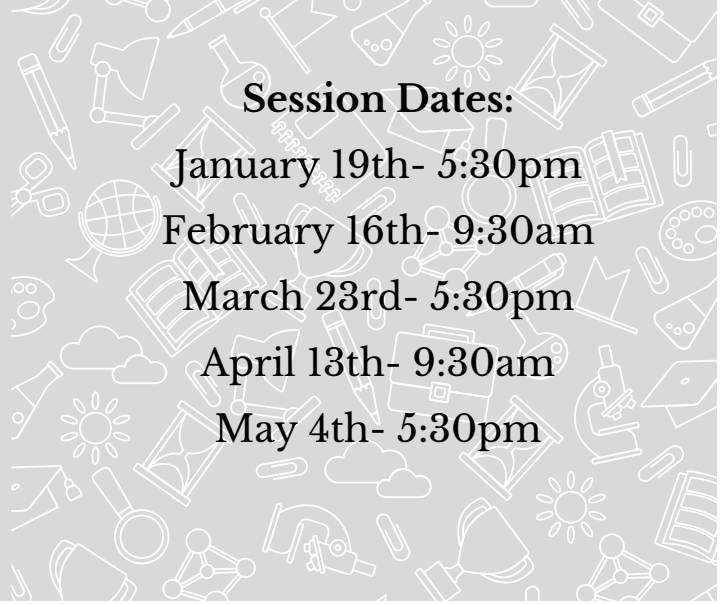 Session Dates:
January 19th- 5:30pm
February 16th- 9:30am
March 23rd- 5:30pm
April 13th- 9:30am
May 4th- 5:30pm